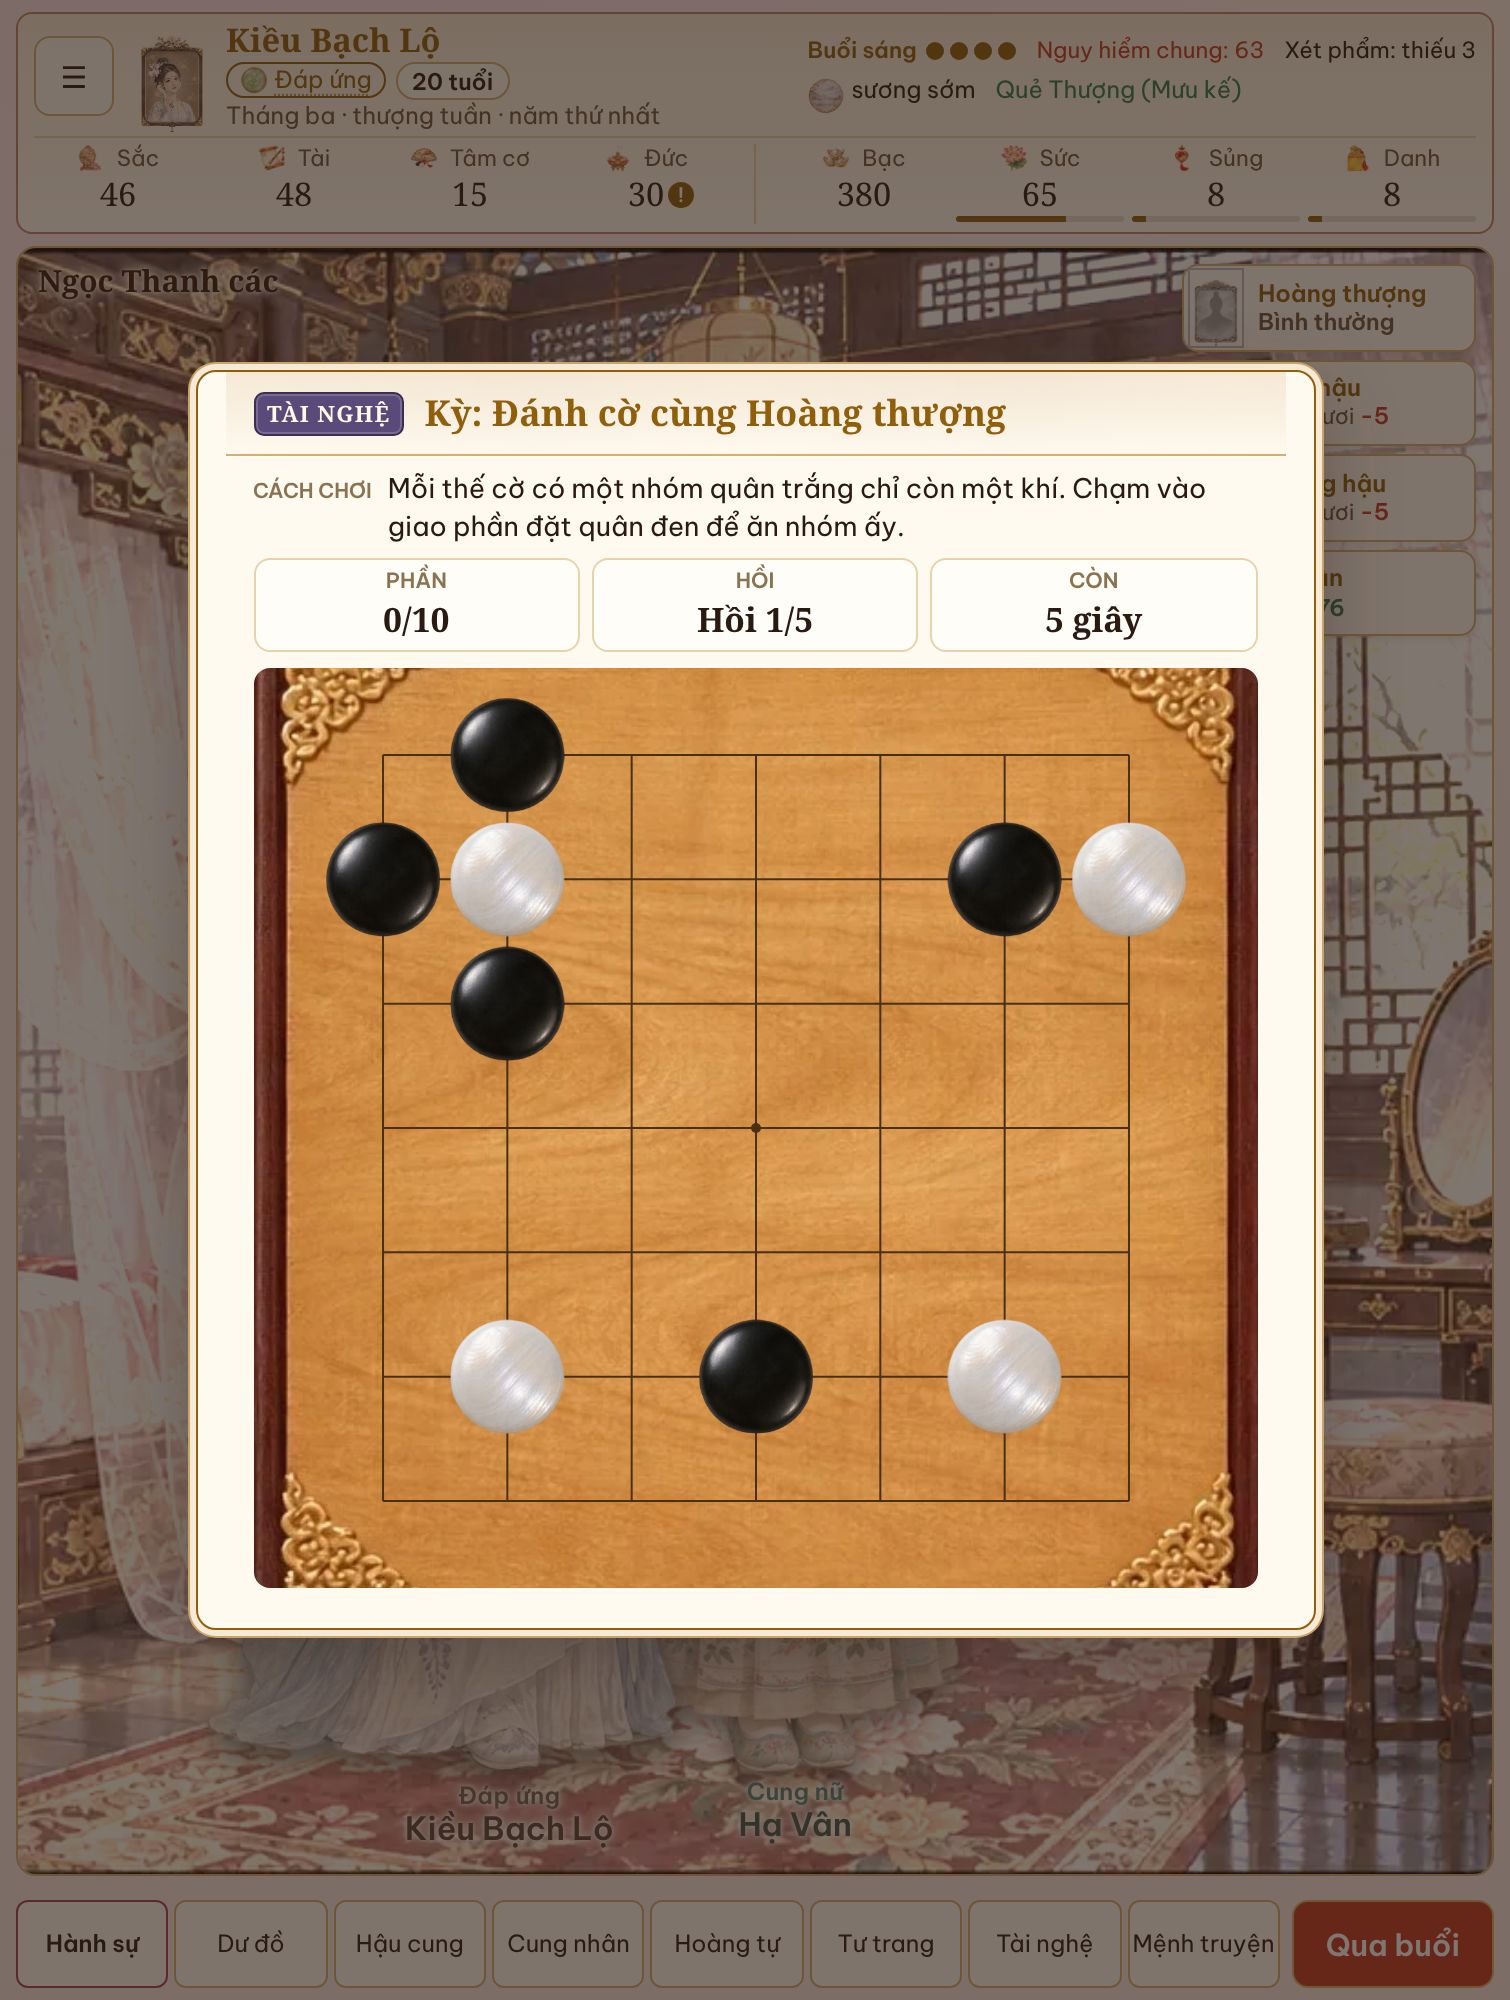 Kiều Bạch Lộ
Đáp ứng 20 tuổi
Tháng ba · thượng tuần · năm thứ nhất
Buổi sáng Nguy hiểm chung: 63 Xét phẩm: thiếu 3
sương sớm Quẻ Thượng (Mưu kế)
Sắc Tài Tâm cơ Đức Bạc Sức Sủng Danh
46 48 15 30 ! 380 65 8 8
Ngọc Thanh các
Hoàng thượng
Bình thường
-5
-5
TÀI NGHỆ Kỳ: Đánh cờ cùng Hoàng thượng
CÁCH CHƠI Mỗi thế cờ có một nhóm quân trắng chỉ còn một khí. Chạm vào
giao phần đặt quân đen để ăn nhóm ấy.
PHẦN HỒI CÒN
0/10 Hồi 1/5 5 giây
Đáp ứng
Kiều Bạch Lộ
Cung nữ
Hạ Vân
Hành sự Dư đồ Hậu cung Cung nhân Hoàng tự Tư trang Tài nghệ Mệnh truyện Qua buổi